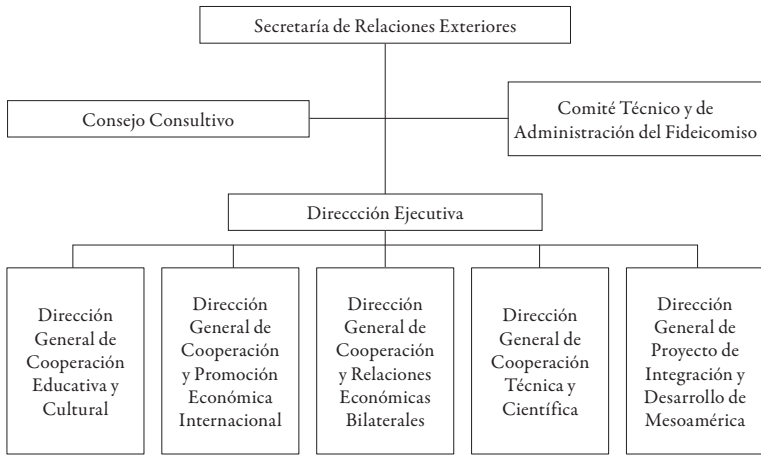 Secretaría de Relaciones Exteriores
Consejo Consultivo
Comité Técnico y de
Administración del Fideicomiso
Direccción Ejecutiva
Dirección
General de
Cooperación
Educativa y
Cultural
Dirección
General de
Cooperación
y Promoción
Económica
Internacional
Dirección
General de
Cooperación
y Relaciones
Económicas
Bilaterales
Dirección
General de
Cooperación
Técnica y
Científica
Dirección
General de
Proyecto de
Integración y
Desarrollo de
Mesoamérica